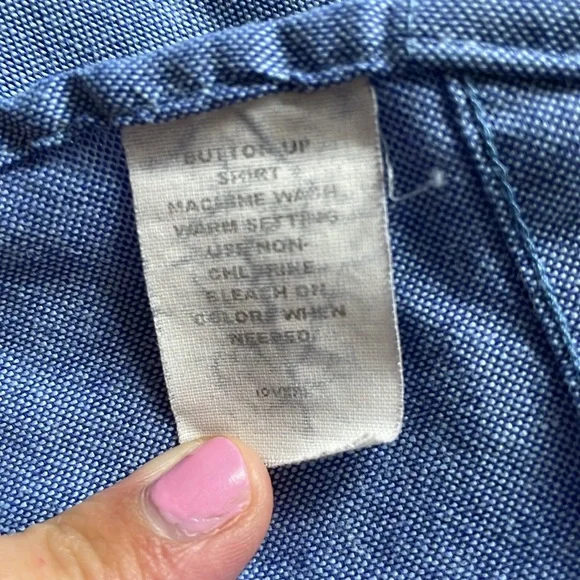 BUTTON UP
SHIRT
MACHINE WASH
WARM SETTING
USE NON-
CHLORINE
BLEACH ON
COLORS WHEN
NEEDED